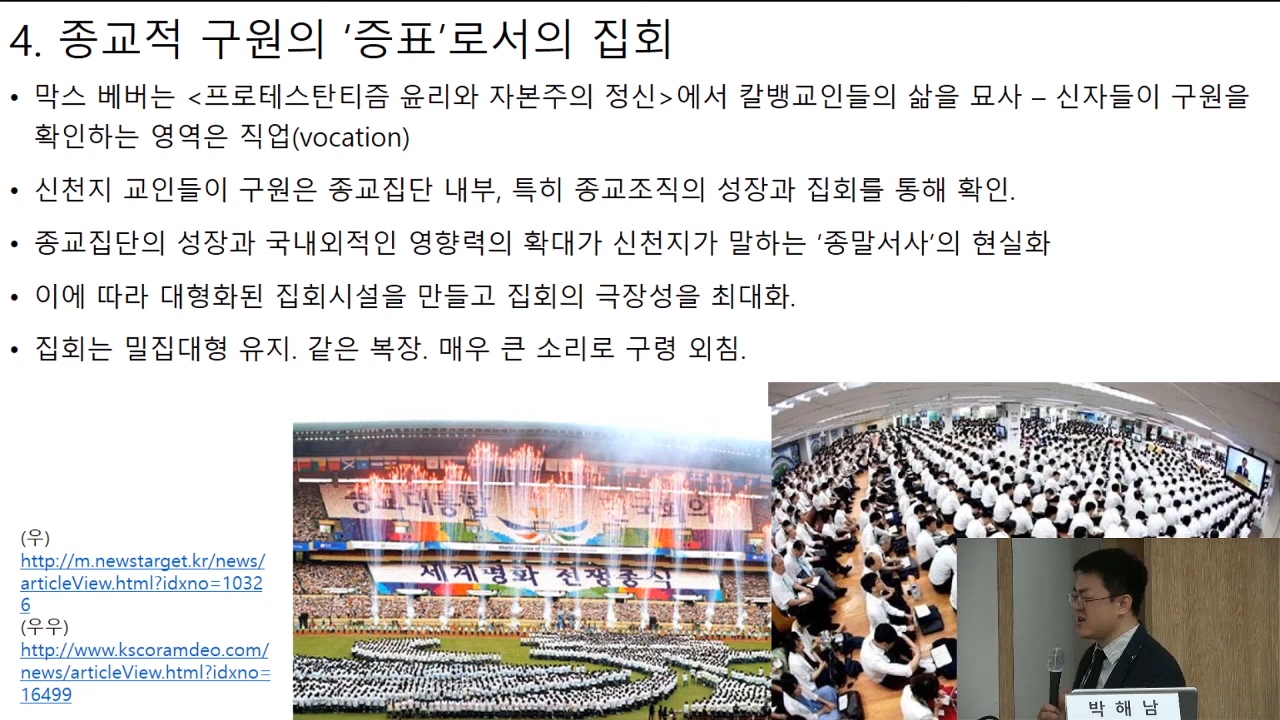 4. 종교적 구원의 ‘증표’로서의 집회
• 막스 베버는 <프로테스탄티즘 윤리와 자본주의 정신>에서 칼뱅교인들의 삶을 묘사 – 신자들이 구원을
확인하는 영역은 직업(vocation)
• 신천지 교인들이 구원은 종교집단 내부, 특히 종교조직의 성장과 집회를 통해 확인.
• 종교집단의 성장과 국내외적인 영향력의 확대가 신천지가 말하는 ‘종말서사’의 현실화
• 이에 따라 대형화된 집회시설을 만들고 집회의 극장성을 최대화.
• 집회는 밀집대형 유지. 같은 복장. 매우 큰 소리로 구령 외침.
종교대통합
세계평화 전쟁종식
(우)
http://m.newstarget.kr/news/
articleView.html?idxno=1032
6
(우우)
http://www.kscoramdeo.com/
news/articleView.html?idxno=
16499
박 해 남